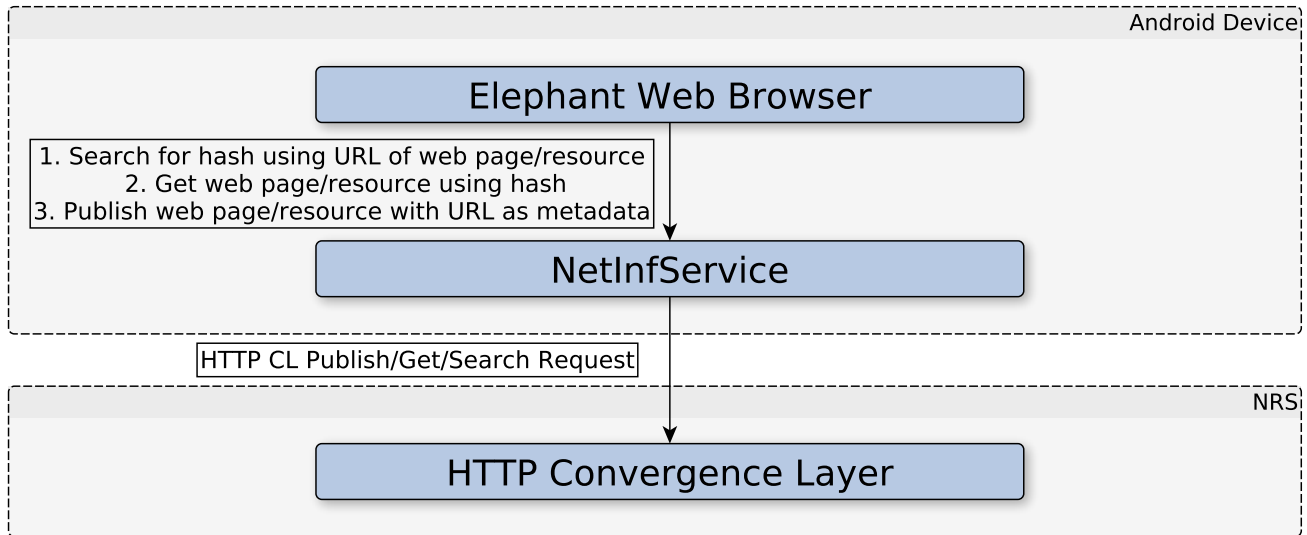 Android Device
Elephant Web Browser
1. Search for hash using URL of web page/resource
2. Get web page/resource using hash
3. Publish web page/resource with URL as metadata
NetInfService
HTTP CL Publish/Get/Search Request
NRS
HTTP Convergence Layer